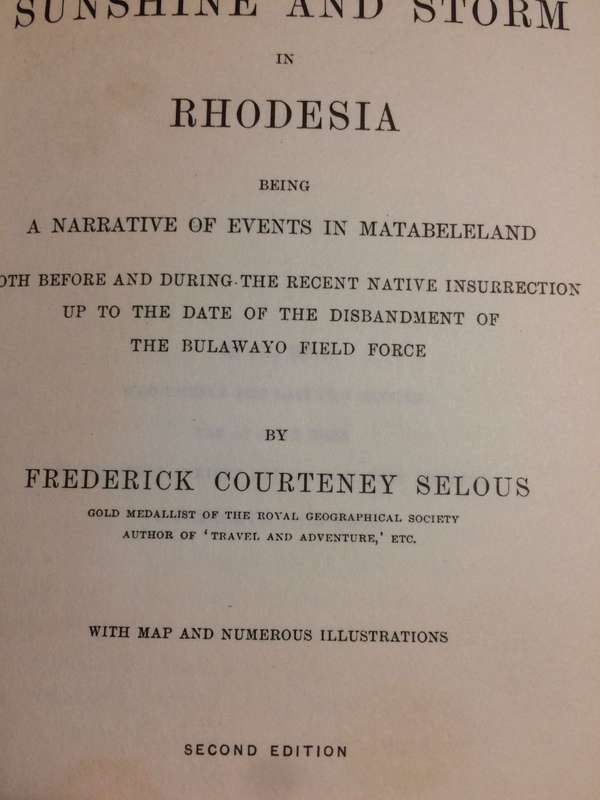 SUNSHINE AND STORM
IN
RHODESIA
BEING
A NARRATIVE OF EVENTS IN MATABELELAND
OTH BEFORE AND DURING THE RECENT NATIVE INSURRECTION
UP TO THE DATE OF THE DISBANDMENT OF
THE BULAWAYO FIELD FORCE
BY
FREDERICK COURTENEY SELOUS
GOLD MEDALLIST OF THE ROYAL GEOGRAPHICAL SOCIETY
AUTHOR OF ‘TRAVEL AND ADVENTURE,’ ETC.
WITH MAP AND NUMEROUS ILLUSTRATIONS
SECOND EDITION